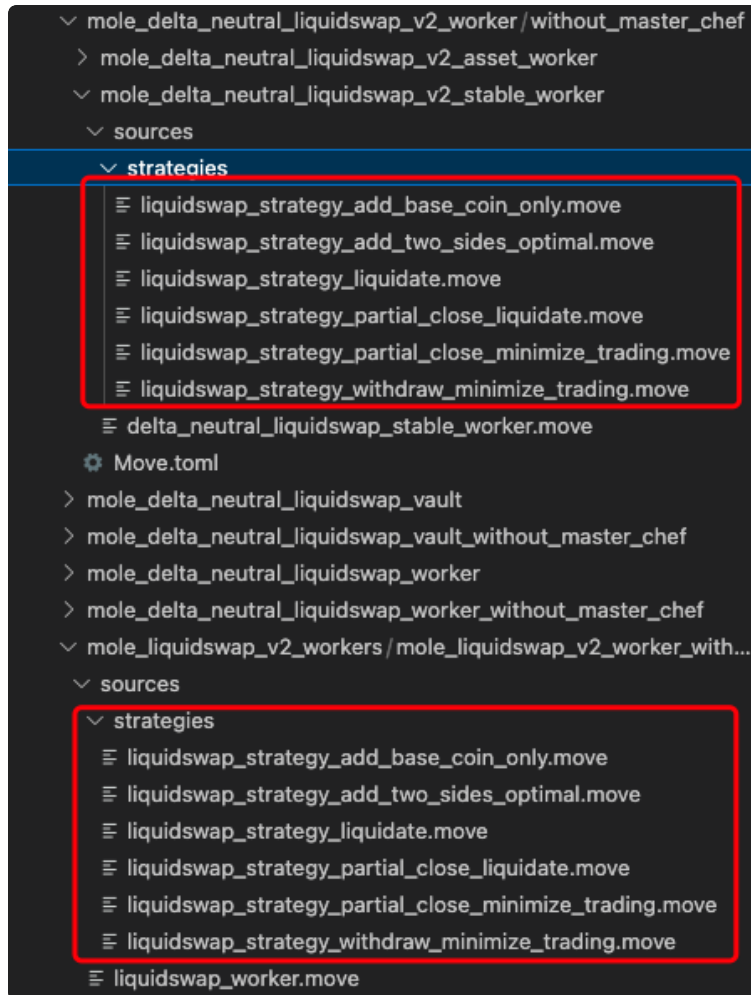 mole_delta_neutral_liquidswap_v2_worker/without_master_chef
mole_delta_neutral_liquidswap_v2_asset_worker
mole_delta_neutral_liquidswap_v2_stable_worker
sources
strategies
liquidswap_strategy_add_base_coin_only.move
liquidswap_strategy_add_two_sides_optimal.move
liquidswap_strategy_liquidate.move
liquidswap_strategy_partial_close_liquidate.move
liquidswap_strategy_partial_close_minimize_trading.move
liquidswap_strategy_withdraw_minimize_trading.move
delta_neutral_liquidswap_stable_worker.move
Move.toml
mole_delta_neutral_liquidswap_vault
mole_delta_neutral_liquidswap_vault_without_master_chef
mole_delta_neutral_liquidswap_worker
mole_delta_neutral_liquidswap_worker_without_master_chef
mole_liquidswap_v2_workers/mole_liquidswap_v2_worker_with...
sources
strategies
liquidswap_strategy_add_base_coin_only.move
liquidswap_strategy_add_two_sides_optimal.move
liquidswap_strategy_liquidate.move
liquidswap_strategy_partial_close_liquidate.move
liquidswap_strategy_partial_close_minimize_trading.move
liquidswap_strategy_withdraw_minimize_trading.move
liquidswap_worker.move